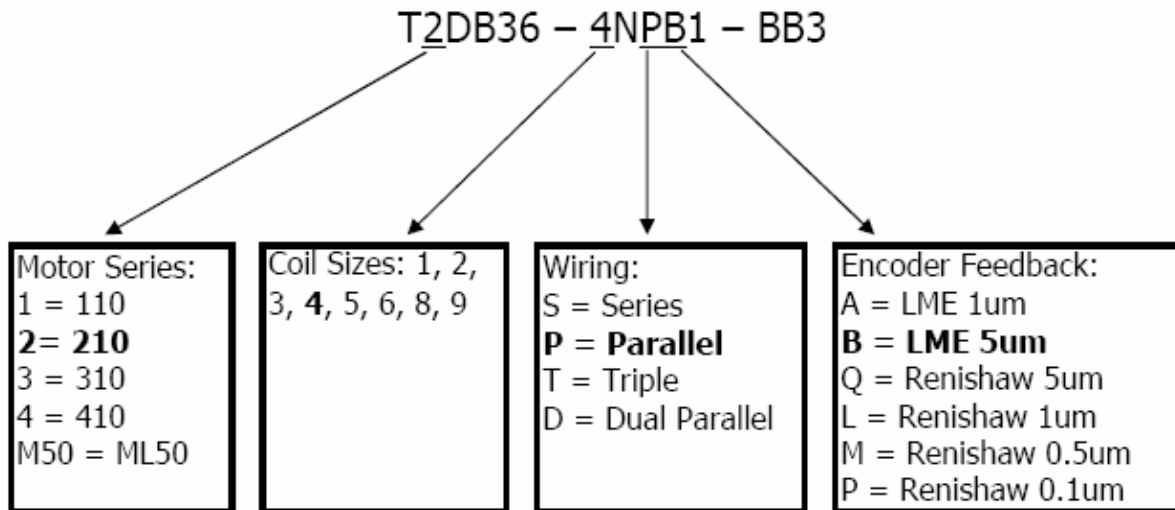 T2DB36 – 4NPB1 – BB3
Motor Series:
1 = 110
2= 210
3 = 310
4 = 410
M50 = ML50
Coil Sizes: 1, 2,
3, 4, 5, 6, 8, 9
Wiring:
S = Series
P = Parallel
T = Triple
D = Dual Parallel
Encoder Feedback:
A = LME 1um
B = LME 5um
Q = Renishaw 5um
L = Renishaw 1um
M = Renishaw 0.5um
P = Renishaw 0.1um